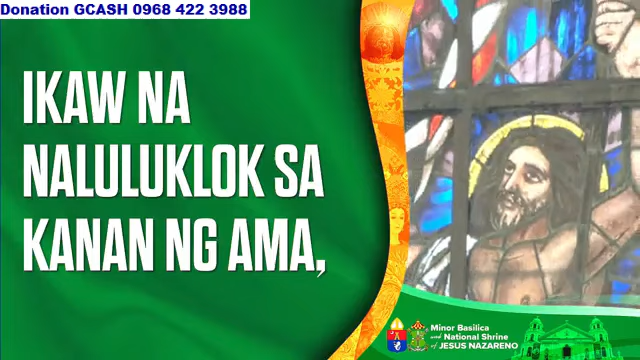 Donation GCASH 0968 422 3988
IKAW NA
NALULUKLOK SA
KANAN NG AMA,
Minor Basilica
and National Shrine
of JESUS NAZARENO